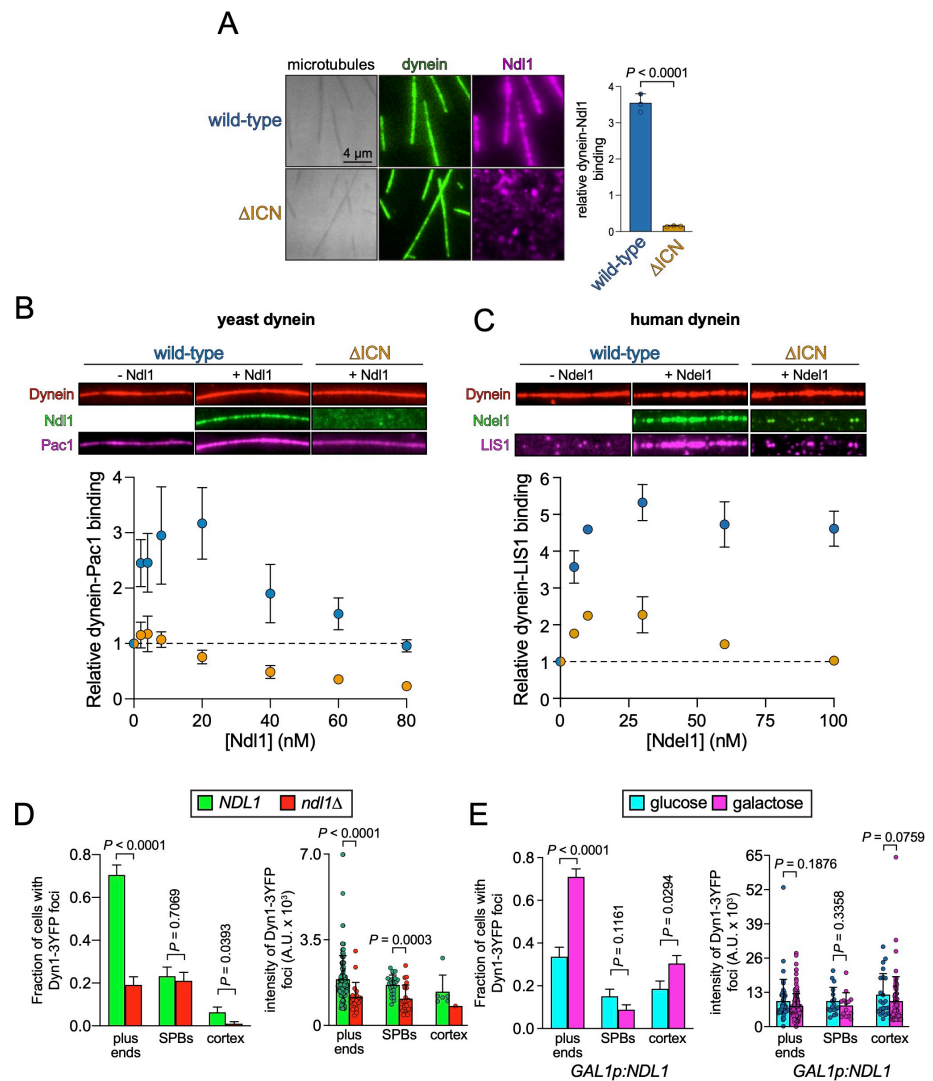 A
microtubules dynein Ndl1
wild-type
4 µm
ΔICN
P < 0.0001
relative dynein-Ndl1
binding
4
3
2
1
0
wild-type
ΔICN
B
yeast dynein
wild-type ΔICN
- Ndl1 + Ndl1 + Ndl1
Dynein
Ndl1
Pac1
Relative dynein-Pac1 binding
4
3
2
1
0
0 20 40 60 80
[Ndl1] (nM)
C
human dynein
wild-type ΔICN
- Ndel1 + Ndel1 + Ndel1
Dynein
Ndel1
LIS1
Relative dynein-LIS1 binding
6
5
4
3
2
1
0
0 25 50 75 100
[Ndel1] (nM)
D
NDL1 ndl1Δ
Fraction of cells with
Dyn1-3YFP foci
0.8
0.6
0.4
0.2
0.0
P < 0.0001
P = 0.7069
P = 0.0393
plus
ends
SPBs
cortex
intensity of Dyn1-3YFP
foci (A.U. x 10³)
7.0
3.5
0
P < 0.0001
P = 0.0003
plus
ends
SPBs
cortex
E
glucose galactose
Fraction of cells with
Dyn1-3YFP foci
0.8
0.6
0.4
0.2
0.0
P < 0.0001
P = 0.1161
P = 0.0294
plus
ends
SPBs
cortex
GAL1p:NDL1
intensity of Dyn1-3YFP
foci (A.U. x 10³)
65
52
39
26
13
0
P = 0.1876
P = 0.3358
P = 0.0759
plus
ends
SPBs
cortex
GAL1p:NDL1